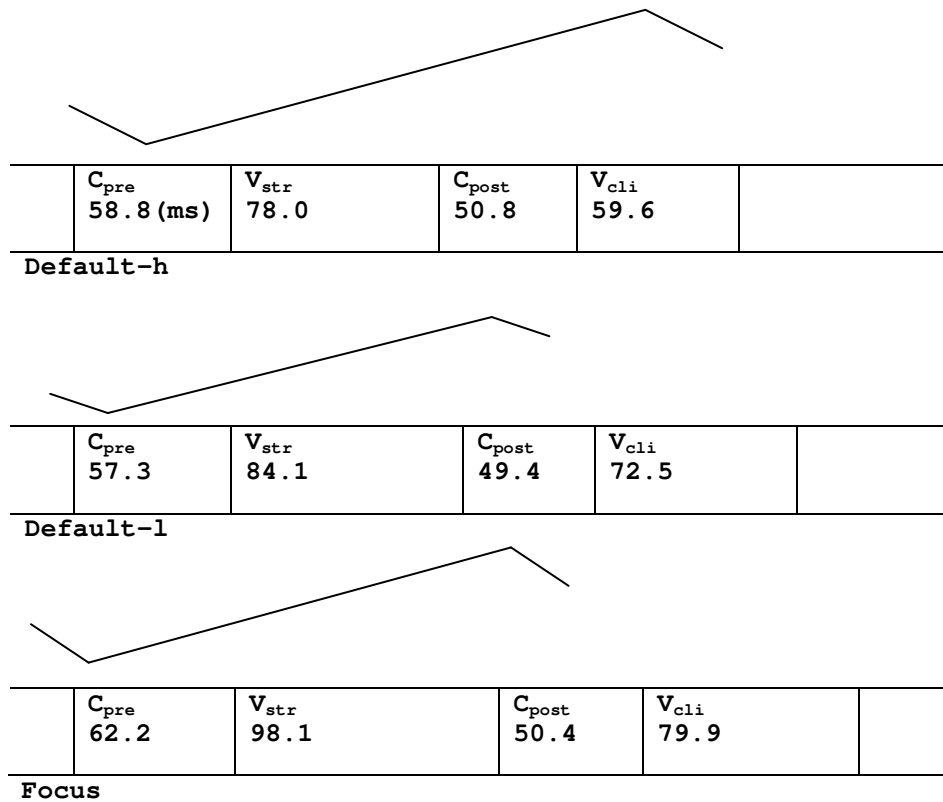 C_pre V_str C_post V_cli
58.8(ms) 78.0 50.8 59.6
Default-h
C_pre V_str C_post V_cli
57.3 84.1 49.4 72.5
Default-l
C_pre V_str C_post V_cli
62.2 98.1 50.4 79.9
Focus